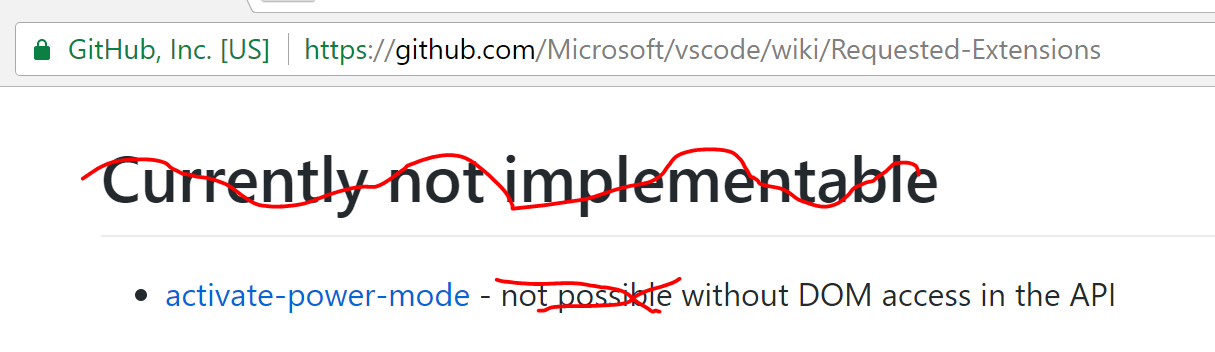 GitHub, Inc. [US] https://github.com/Microsoft/vscode/wiki/Requested-Extensions
Currently not implementable
• activate-power-mode - not possible without DOM access in the API